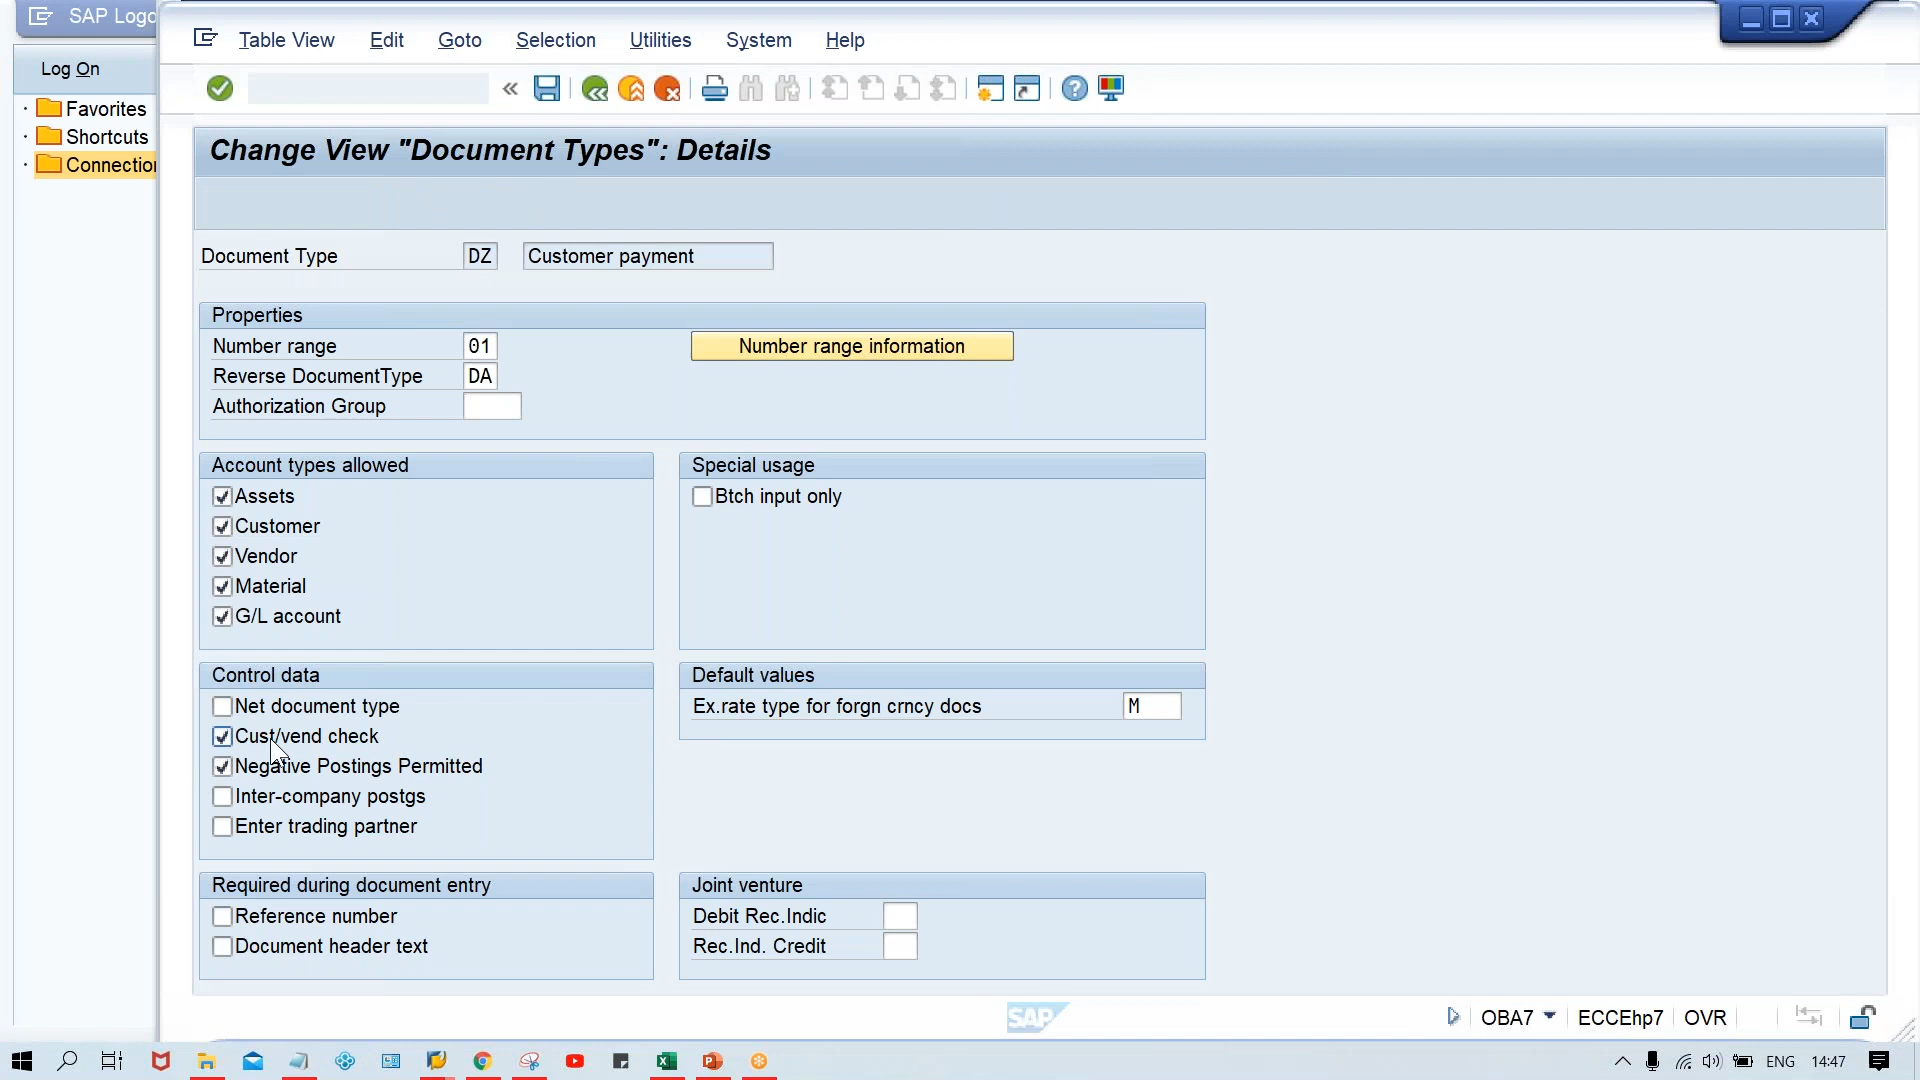 SAP Logo
Table View Edit Goto Selection Utilities System Help
Log On
Favorites
Shortcuts
Connection
Change View "Document Types": Details
Document Type DZ Customer payment
Properties
Number range 01 Number range information
Reverse DocumentType DA
Authorization Group
Account types allowed
Assets
Customer
Vendor
Material
G/L account
Special usage
Btch input only
Control data
Net document type
Cust/vend check
Negative Postings Permitted
Inter-company postgs
Enter trading partner
Default values
Ex.rate type for forgn crncy docs M
Required during document entry
Reference number
Document header text
Joint venture
Debit Rec.Indic
Rec.Ind. Credit
SAP
OBA7 ECCEhp7 OVR
ENG 14:47